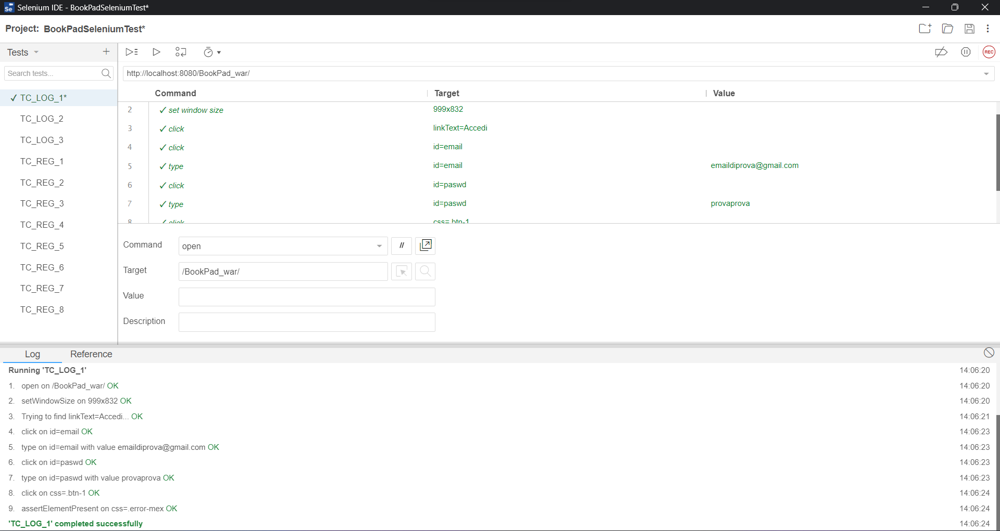 Selenium IDE - BookPadSeleniumTest*
Project: BookPadSeleniumTest*
Tests
REC
Search tests...
http://localhost:8080/BookPad_war/
Command Target Value
✓ TC_LOG_1*
TC_LOG_2
TC_LOG_3
TC_REG_1
TC_REG_2
TC_REG_3
TC_REG_4
TC_REG_5
TC_REG_6
TC_REG_7
TC_REG_8
2 ✓ set window size 999x832
3 ✓ click linkText=Accedi
4 ✓ click id=email
5 ✓ type id=email emaildiprova@gmail.com
6 ✓ click id=paswd
7 ✓ type id=paswd provaprova
8 ✓ click css=.btn-1
Command open //
Target /BookPad_war/
Value
Description
Log Reference
Running 'TC_LOG_1' 14:06:20
1. open on /BookPad_war/ OK 14:06:20
2. setWindowSize on 999x832 OK 14:06:20
3. Trying to find linkText=Accedi... OK 14:06:21
4. click on id=email OK 14:06:23
5. type on id=email with value emaildiprova@gmail.com OK 14:06:23
6. click on id=paswd OK 14:06:23
7. type on id=paswd with value provaprova OK 14:06:23
8. click on css=.btn-1 OK 14:06:24
9. assertElementPresent on css=.error-mex OK 14:06:24
'TC_LOG_1' completed successfully 14:06:24